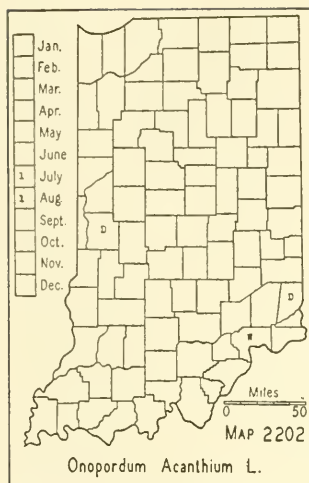 Jan.
Feb.
Mar.
Apr.
May
June
1 July
1 Aug.
Sept.
Oct.
Nov.
Dec.
D
D
Miles
0 50
MAP 2202
Onopordum Acanthium L.